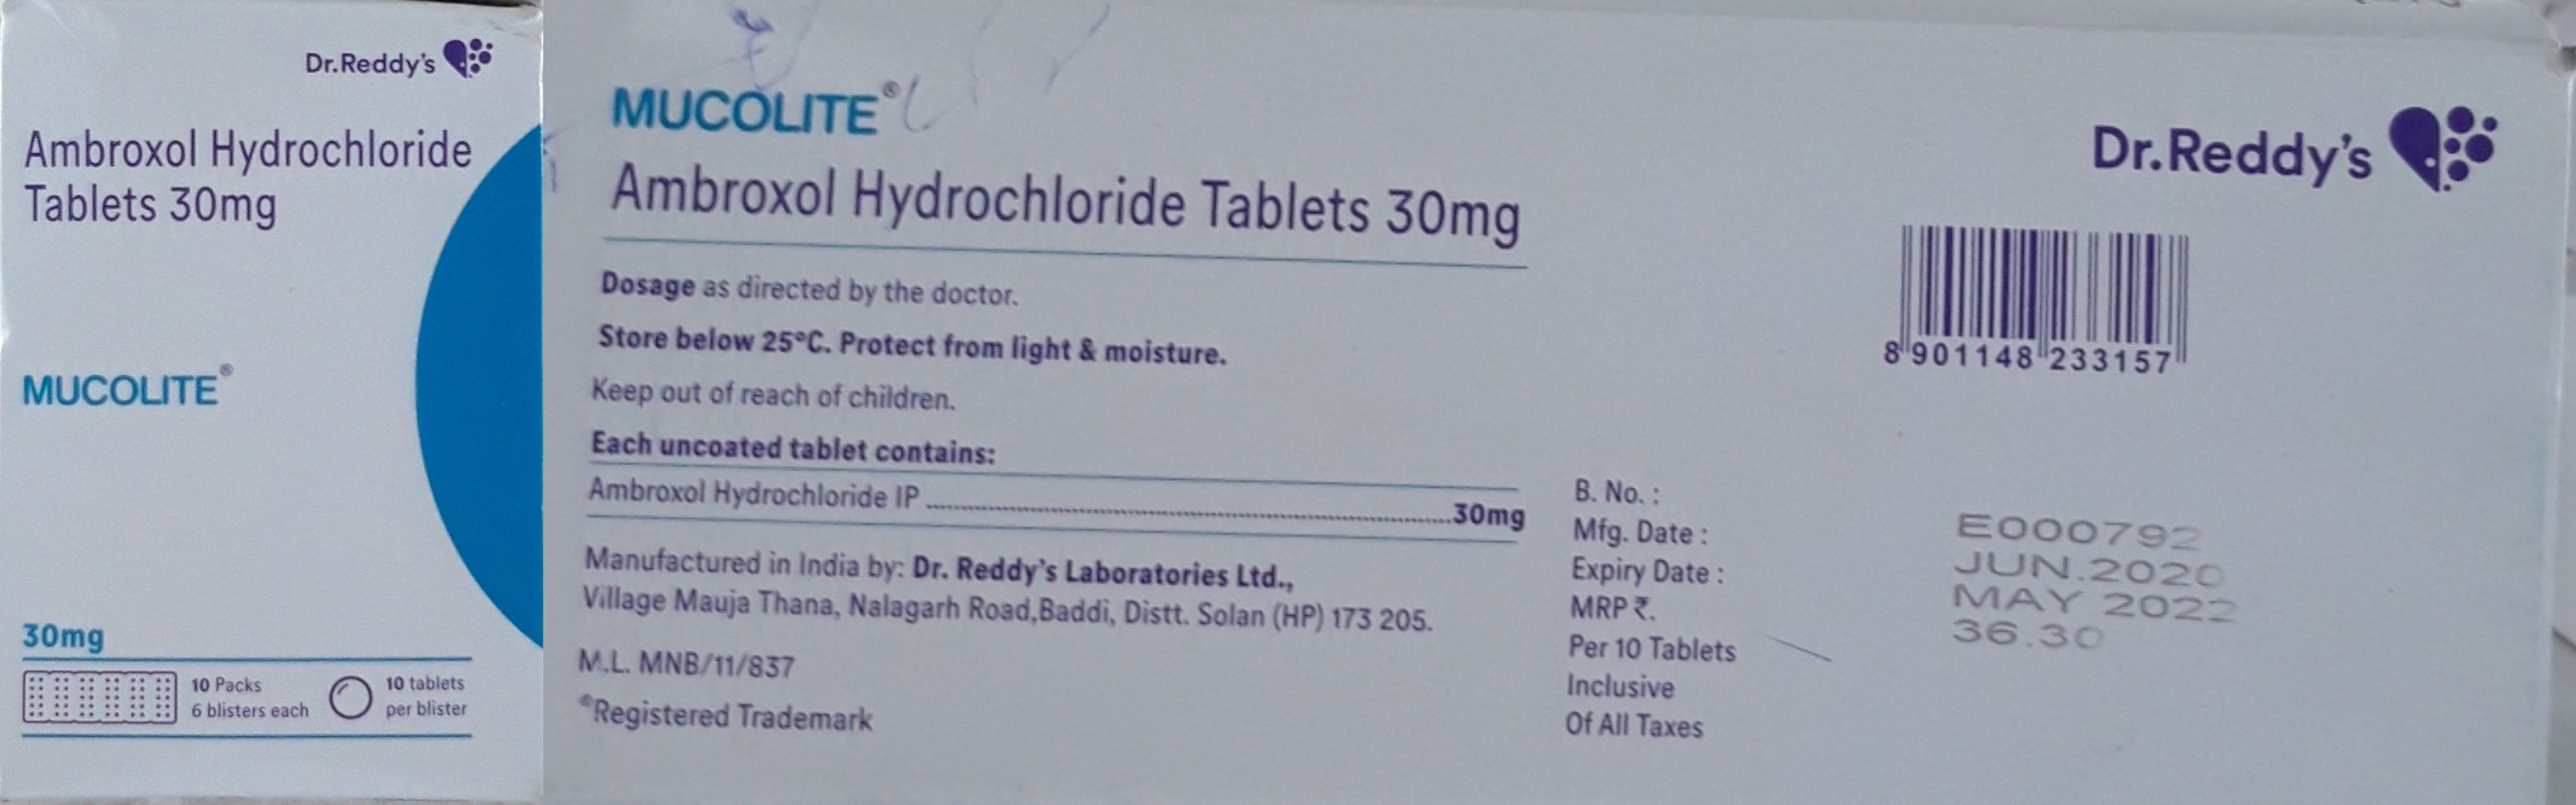 Dr.Reddy's
Ambroxol Hydrochloride
Tablets 30mg
MUCOLITE®
30mg
10 Packs
6 blisters each
10 tablets
per blister
MUCOLITE®
Ambroxol Hydrochloride Tablets 30mg
Dosage as directed by the doctor.
Store below 25°C. Protect from light & moisture.
Keep out of reach of children.
Each uncoated tablet contains:
Ambroxol Hydrochloride IP ........................ 30mg
Manufactured in India by: Dr. Reddy's Laboratories Ltd.,
Village Mauja Thana, Nalagarh Road,Baddi, Distt. Solan (HP) 173 205.
M.L. MNB/11/837
®Registered Trademark
Dr.Reddy's
8 901148 233157
B. No. :
Mfg. Date :
Expiry Date :
MRP ₹.
Per 10 Tablets
Inclusive
Of All Taxes
E000792
JUN.2020
MAY 2022
36.30